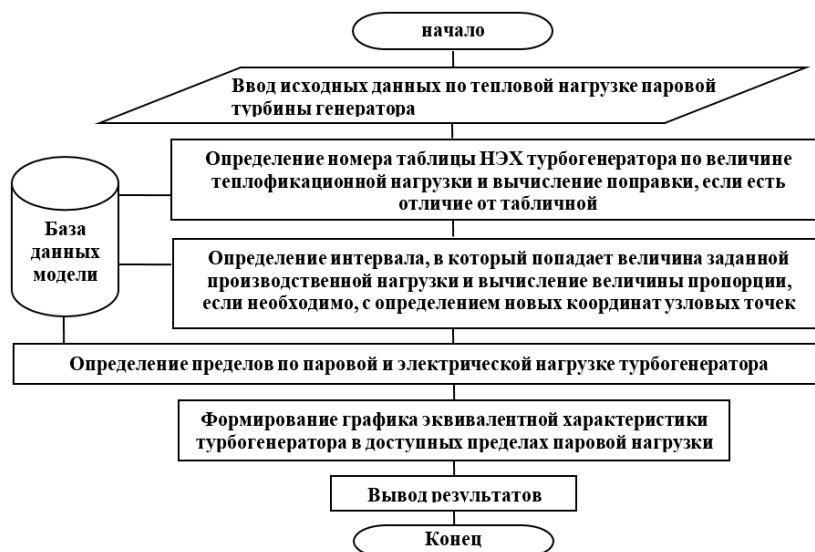 начало
Ввод исходных данных по тепловой нагрузке паровой
турбины генератора
Определение номера таблицы НЭХ турбогенератора по величине
теплофикационной нагрузки и вычисление поправки, если есть
отличие от табличной
База
данных
модели
Определение интервала, в который попадает величина заданной
производственной нагрузки и вычисление величины пропорции,
если необходимо, с определением новых координат узловых точек
Определение пределов по паровой и электрической нагрузке турбогенератора
Формирование графика эквивалентной характеристики
турбогенератора в доступных пределах паровой нагрузки
Вывод результатов
Конец